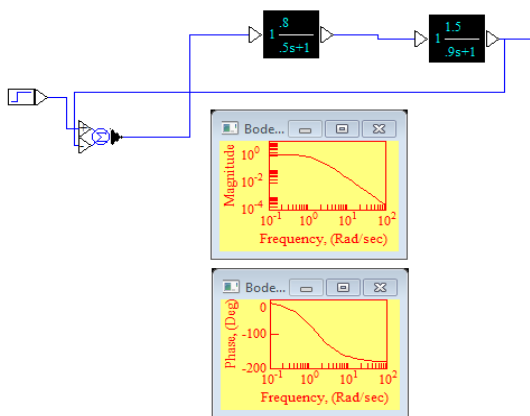 .8
1
.5s+1
1.5
1
.9s+1
Bode...
Magnitude
10^0
10^-2
10^-4
10^-1 10^0 10^1 10^2
Frequency, (Rad/sec)
Bode...
Phase, (Deg)
0
-100
-200
10^-1 10^0 10^1 10^2
Frequency, (Rad/sec)